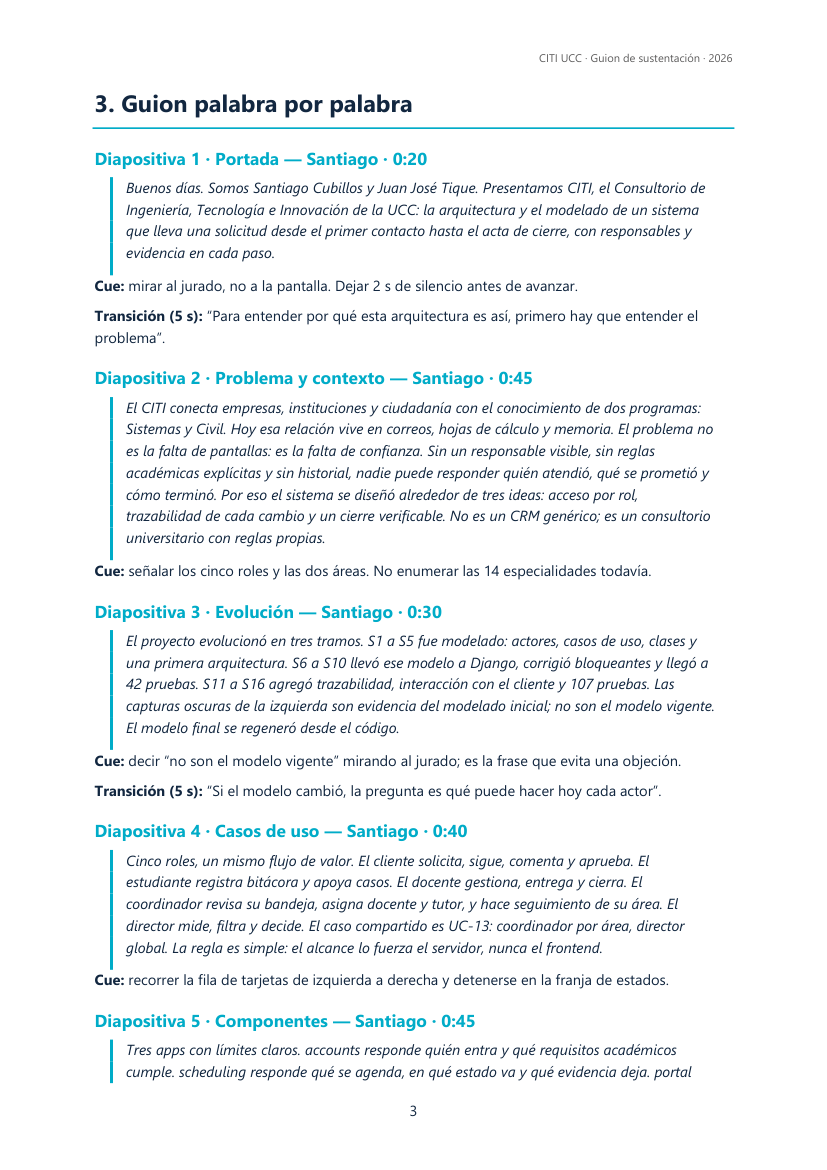 CITI UCC · Guion de sustentación · 2026
3. Guion palabra por palabra
Diapositiva 1 · Portada — Santiago · 0:20
Buenos días. Somos Santiago Cubillos y Juan José Tique. Presentamos CITI, el Consultorio de
Ingeniería, Tecnología e Innovación de la UCC: la arquitectura y el modelado de un sistema
que lleva una solicitud desde el primer contacto hasta el acta de cierre, con responsables y
evidencia en cada paso.
Cue: mirar al jurado, no a la pantalla. Dejar 2 s de silencio antes de avanzar.
Transición (5 s): “Para entender por qué esta arquitectura es así, primero hay que entender el
problema”.
Diapositiva 2 · Problema y contexto — Santiago · 0:45
El CITI conecta empresas, instituciones y ciudadanía con el conocimiento de dos programas:
Sistemas y Civil. Hoy esa relación vive en correos, hojas de cálculo y memoria. El problema no
es la falta de pantallas: es la falta de confianza. Sin un responsable visible, sin reglas
académicas explícitas y sin historial, nadie puede responder quién atendió, qué se prometió y
cómo terminó. Por eso el sistema se diseñó alrededor de tres ideas: acceso por rol,
trazabilidad de cada cambio y un cierre verificable. No es un CRM genérico; es un consultorio
universitario con reglas propias.
Cue: señalar los cinco roles y las dos áreas. No enumerar las 14 especialidades todavía.
Diapositiva 3 · Evolución — Santiago · 0:30
El proyecto evolucionó en tres tramos. S1 a S5 fue modelado: actores, casos de uso, clases y
una primera arquitectura. S6 a S10 llevó ese modelo a Django, corrigió bloqueantes y llegó a
42 pruebas. S11 a S16 agregó trazabilidad, interacción con el cliente y 107 pruebas. Las
capturas oscuras de la izquierda son evidencia del modelado inicial; no son el modelo vigente.
El modelo final se regeneró desde el código.
Cue: decir “no son el modelo vigente” mirando al jurado; es la frase que evita una objeción.
Transición (5 s): “Si el modelo cambió, la pregunta es qué puede hacer hoy cada actor”.
Diapositiva 4 · Casos de uso — Santiago · 0:40
Cinco roles, un mismo flujo de valor. El cliente solicita, sigue, comenta y aprueba. El
estudiante registra bitácora y apoya casos. El docente gestiona, entrega y cierra. El
coordinador revisa su bandeja, asigna docente y tutor, y hace seguimiento de su área. El
director mide, filtra y decide. El caso compartido es UC-13: coordinador por área, director
global. La regla es simple: el alcance lo fuerza el servidor, nunca el frontend.
Cue: recorrer la fila de tarjetas de izquierda a derecha y detenerse en la franja de estados.
Diapositiva 5 · Componentes — Santiago · 0:45
Tres apps con límites claros. accounts responde quién entra y qué requisitos académicos
cumple. scheduling responde qué se agenda, en qué estado va y qué evidencia deja. portal
3